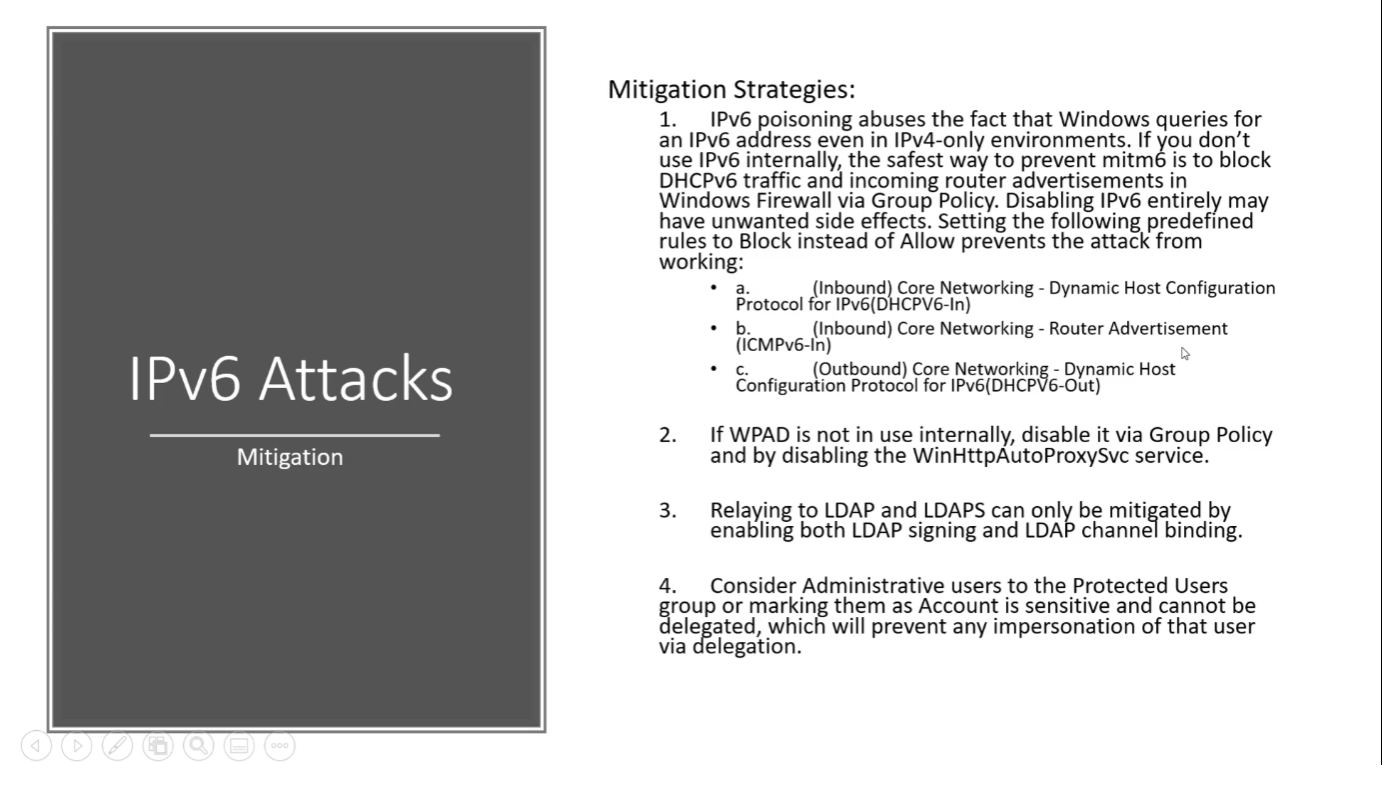 IPv6 Attacks
Mitigation
Mitigation Strategies:
1. IPv6 poisoning abuses the fact that Windows queries for
an IPv6 address even in IPv4-only environments. If you don’t
use IPv6 internally, the safest way to prevent mitm6 is to block
DHCPv6 traffic and incoming router advertisements in
Windows Firewall via Group Policy. Disabling IPv6 entirely may
have unwanted side effects. Setting the following predefined
rules to Block instead of Allow prevents the attack from
working:
• a. (Inbound) Core Networking - Dynamic Host Configuration
Protocol for IPv6(DHCPV6-In)
• b. (Inbound) Core Networking - Router Advertisement
(ICMPv6-In)
• c. (Outbound) Core Networking - Dynamic Host
Configuration Protocol for IPv6(DHCPV6-Out)
2. If WPAD is not in use internally, disable it via Group Policy
and by disabling the WinHttpAutoProxySvc service.
3. Relaying to LDAP and LDAPS can only be mitigated by
enabling both LDAP signing and LDAP channel binding.
4. Consider Administrative users to the Protected Users
group or marking them as Account is sensitive and cannot be
delegated, which will prevent any impersonation of that user
via delegation.